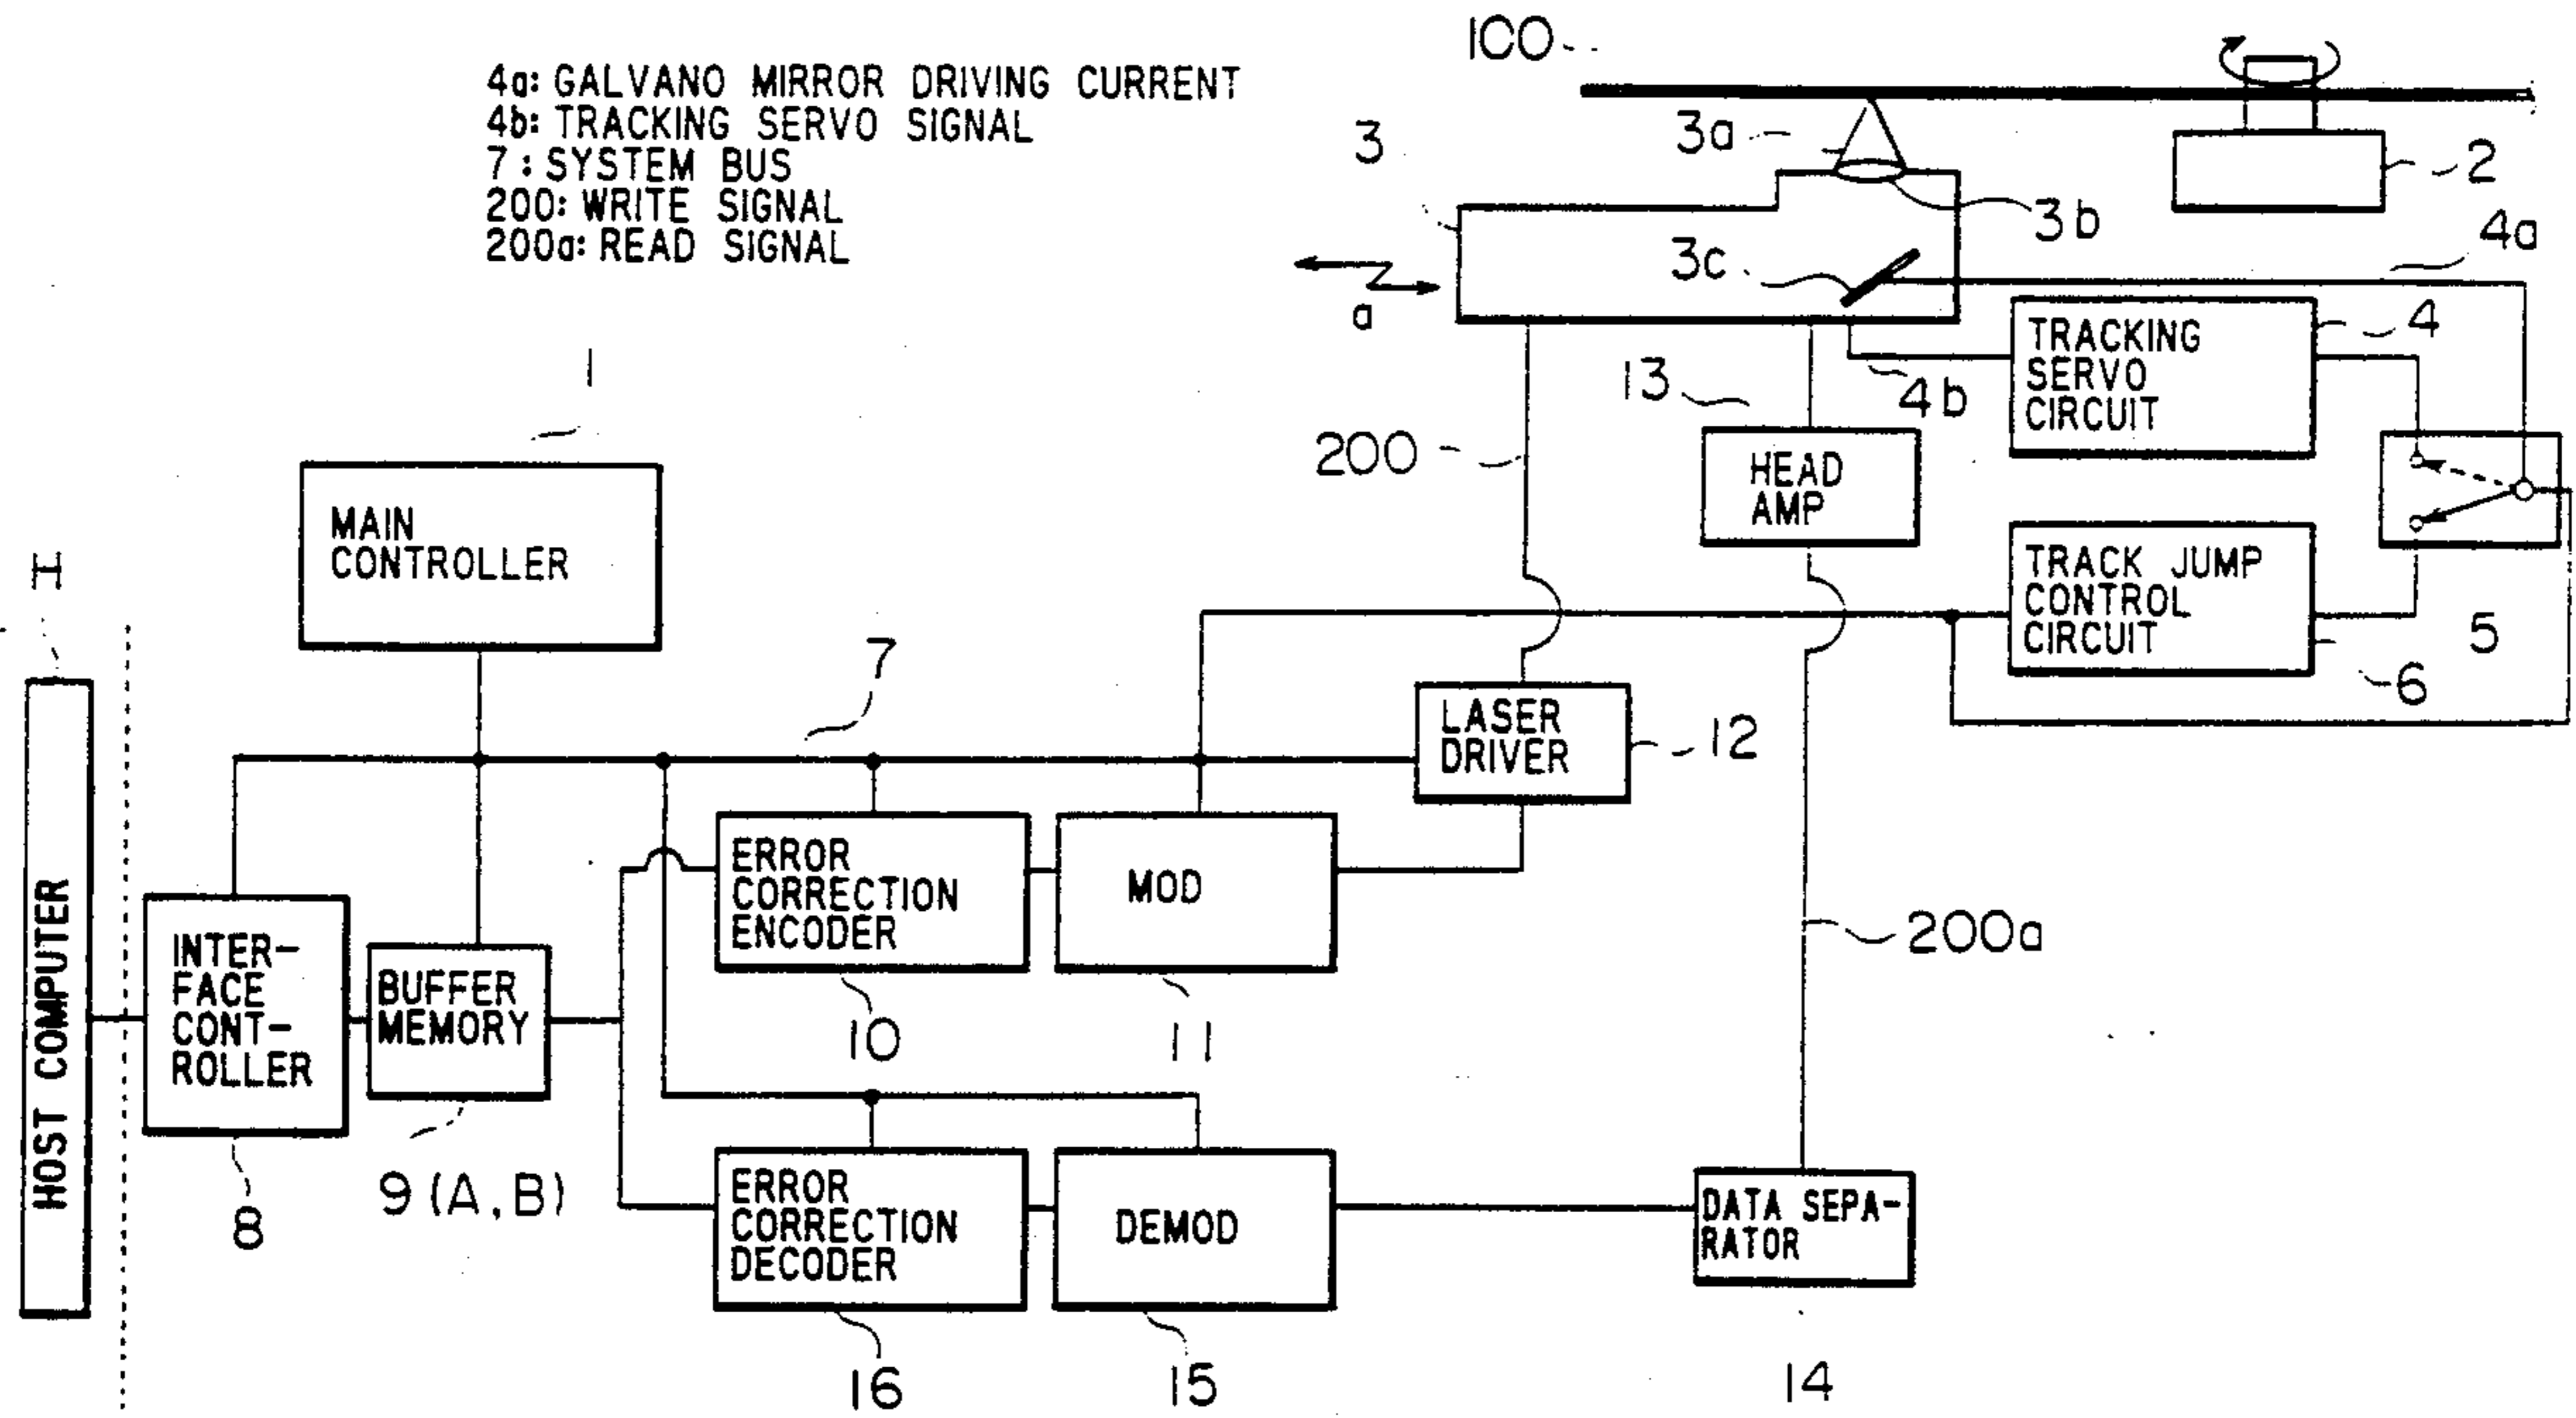 4a: GALVANO MIRROR DRIVING CURRENT
4b: TRACKING SERVO SIGNAL
7: SYSTEM BUS
200: WRITE SIGNAL
200a: READ SIGNAL
100
3
3a
3b
3c
2
4a
a
TRACKING
SERVO
CIRCUIT
4
4b
13
200
HEAD
AMP
1
MAIN
CONTROLLER
H
TRACK JUMP
CONTROL
CIRCUIT
5
6
7
LASER
DRIVER
12
HOST COMPUTER
INTER-
FACE
CONT-
ROLLER
8
BUFFER
MEMORY
9 (A, B)
ERROR
CORRECTION
ENCODER
10
MOD
11
200a
ERROR
CORRECTION
DECODER
16
DEMOD
15
DATA SEPA-
RATOR
14